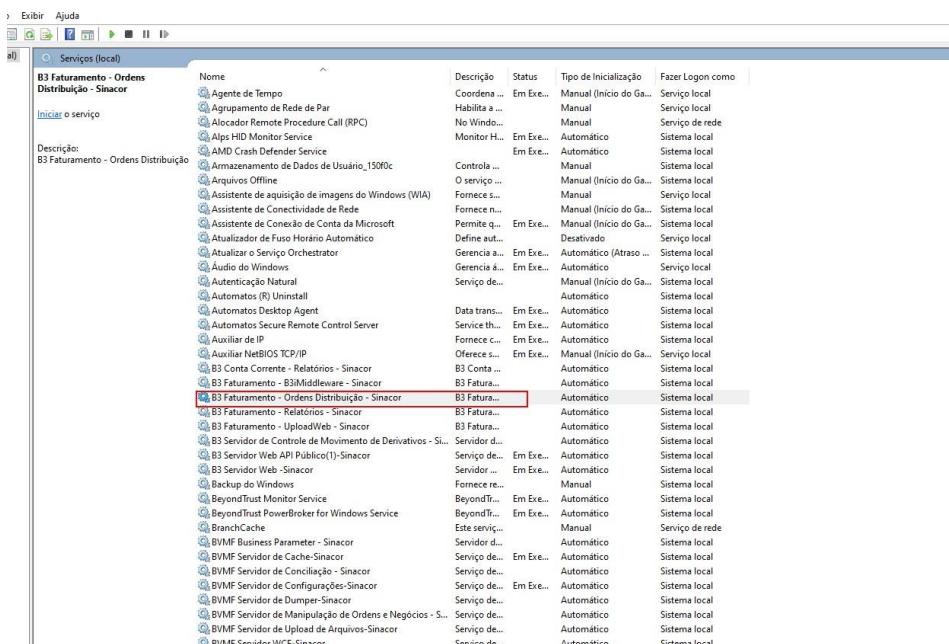 Exibir Ajuda
al)
Serviços (local)
B3 Faturamento - Ordens
Distribuição - Sinacor
Iniciar o serviço
Descrição:
B3 Faturamento - Ordens Distribuição
Nome Descrição Status Tipo de Inicialização Fazer Logon como
Agente de Tempo Coordena ... Em Exe... Manual (Início do Ga... Serviço local
Agrupamento de Rede de Par Habilita a ... Manual Serviço local
Alocador Remote Procedure Call (RPC) No Windo... Manual Serviço de rede
Alps HID Monitor Service Monitor H... Em Exe... Automático Sistema local
AMD Crash Defender Service Em Exe... Automático Sistema local
Armazenamento de Dados de Usuário_150f0c Controla ... Manual Sistema local
Arquivos Offline O serviço ... Manual (Início do Ga... Sistema local
Assistente de aquisição de imagens do Windows (WIA) Fornece s... Manual Serviço local
Assistente de Conectividade de Rede Fornece n... Manual (Início do Ga... Sistema local
Assistente de Conexão de Conta da Microsoft Permite q... Em Exe... Manual (Início do Ga... Sistema local
Atualizador de Fuso Horário Automático Define aut... Desativado Serviço local
Atualizar o Serviço Orchestrator Gerencia a... Em Exe... Automático (Atraso ... Sistema local
Áudio do Windows Gerencia á... Em Exe... Automático Serviço local
Autenticação Natural Serviço de... Manual (Início do Ga... Sistema local
Automatos (R) Uninstall Automático Sistema local
Automatos Desktop Agent Data trans... Em Exe... Automático Sistema local
Automatos Secure Remote Control Server Service th... Em Exe... Automático Sistema local
Auxiliar de IP Fornece c... Em Exe... Automático Sistema local
Auxiliar NetBIOS TCP/IP Oferece s... Em Exe... Manual (Início do Ga... Serviço local
B3 Conta Corrente - Relatórios - Sinacor B3 Conta ... Automático Sistema local
B3 Faturamento - B3iMiddleware - Sinacor B3 Fatura... Automático Sistema local
B3 Faturamento - Ordens Distribuição - Sinacor B3 Fatura... Automático Sistema local
B3 Faturamento - Relatórios - Sinacor B3 Fatura... Automático Sistema local
B3 Faturamento - UploadWeb - Sinacor B3 Fatura... Automático Sistema local
B3 Servidor de Controle de Movimento de Derivativos - Si... Servidor d... Automático Sistema local
B3 Servidor Web API Público(1)-Sinacor Serviço de... Em Exe... Automático Sistema local
B3 Servidor Web -Sinacor Servidor ... Em Exe... Automático Sistema local
Backup do Windows Fornece re... Manual Sistema local
BeyondTrust Monitor Service BeyondTr... Em Exe... Automático Sistema local
BeyondTrust PowerBroker for Windows Service BeyondTr... Em Exe... Automático Sistema local
BranchCache Este serviç... Manual Serviço de rede
BVMF Business Parameter - Sinacor Servidor d... Automático Sistema local
BVMF Servidor de Cache-Sinacor Serviço de... Em Exe... Automático Sistema local
BVMF Servidor de Conciliação - Sinacor Serviço de... Automático Sistema local
BVMF Servidor de Configurações-Sinacor Serviço de... Em Exe... Automático Sistema local
BVMF Servidor de Dumper-Sinacor Serviço de... Automático Sistema local
BVMF Servidor de Manipulação de Ordens e Negócios - S... Serviço de... Automático Sistema local
BVMF Servidor de Upload de Arquivos-Sinacor Serviço de... Automático Sistema local
BVMF Servidor WCF-Sinacor Serviço de... Automático Sistema local